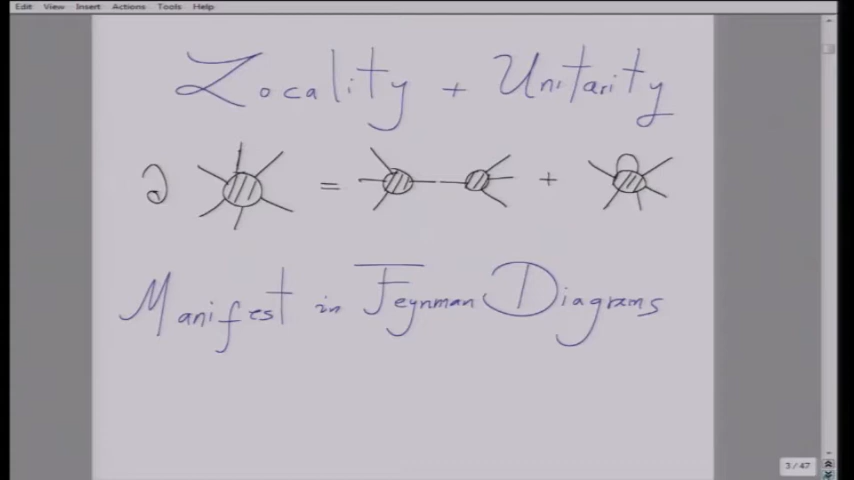 Edit View Insert Actions Tools Help
Locality + Unitarity
∂ = +
Manifest in Feynman Diagrams
3 / 47